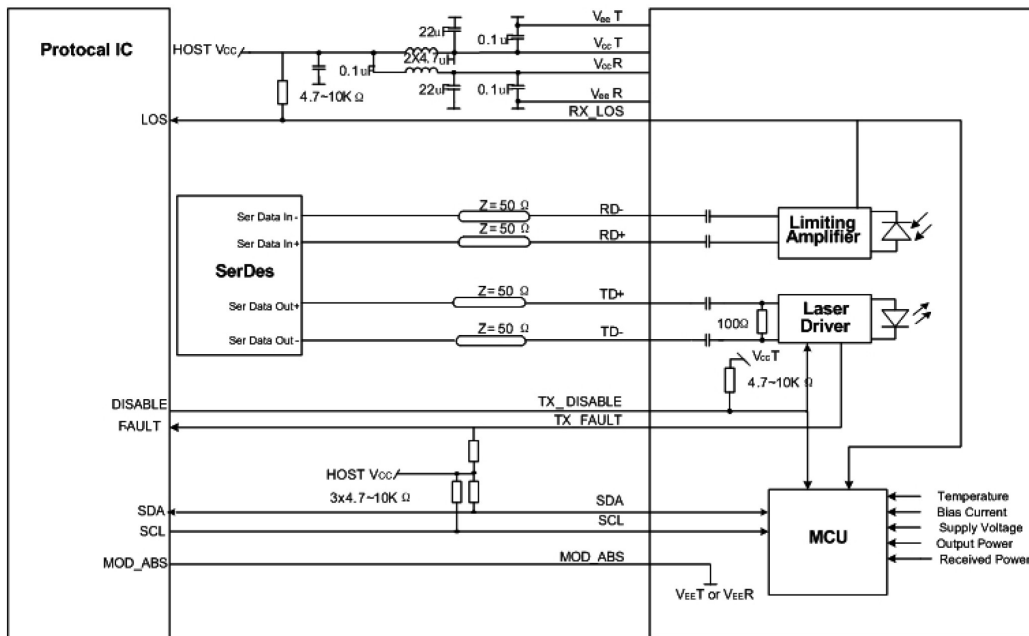 Protocal IC
HOST Vcc
22uF
0.1uF
VeeT
VccT
2X4.7uH
0.1uF
VccR
4.7~10K Ω
22uF
0.1uF
VeeR
LOS
RX_LOS
Ser Data In -
Z= 50 Ω
RD-
Limiting
Amplifier
Ser Data In+
Z= 50 Ω
RD+
SerDes
Ser Data Out+
Z= 50 Ω
TD+
Laser
Driver
100Ω
Ser Data Out -
Z= 50 Ω
TD-
VccT
4.7~10K Ω
DISABLE
TX_DISABLE
FAULT
TX_FAULT
HOST Vcc
3x4.7~10K Ω
SDA
SDA
SCL
SCL
MCU
Temperature
Bias Current
Supply Voltage
Output Power
Received Power
MOD_ABS
MOD_ABS
VEET or VEER